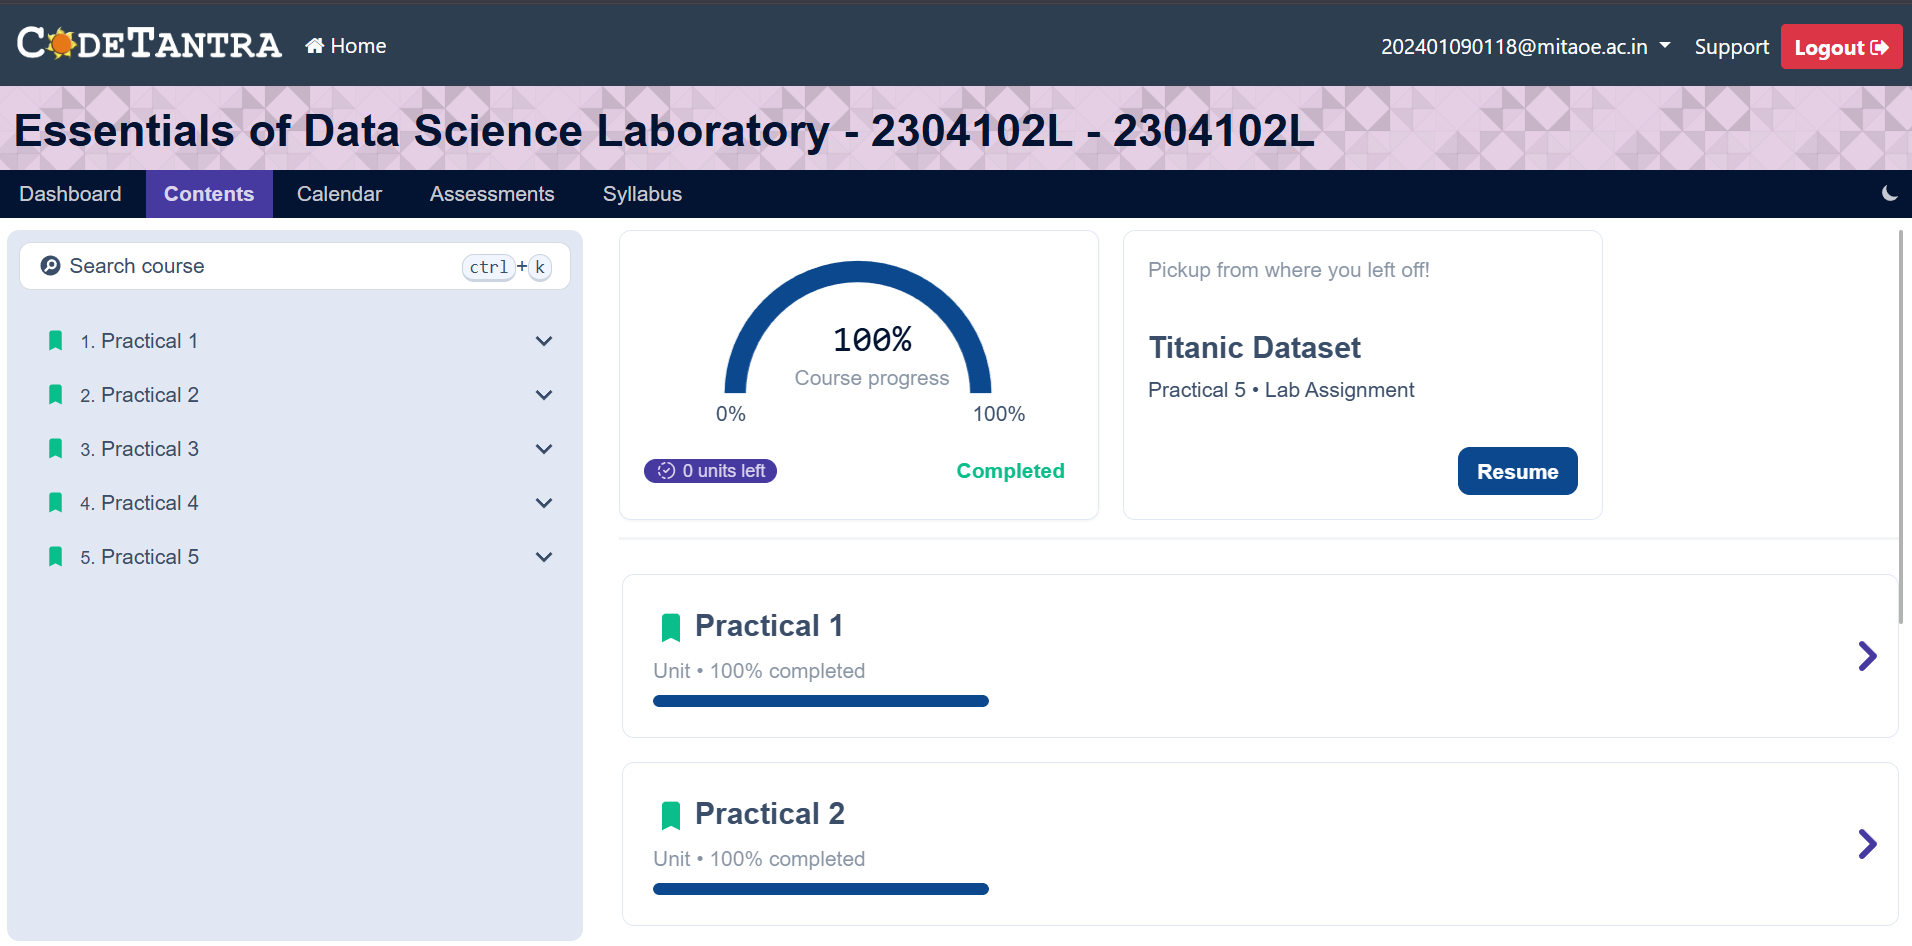 CODETANTRA
Home
202401090118@mitaoe.ac.in
Support
Logout
Essentials of Data Science Laboratory - 2304102L - 2304102L
Dashboard
Contents
Calendar
Assessments
Syllabus
Search course
ctrl+k
1. Practical 1
2. Practical 2
3. Practical 3
4. Practical 4
5. Practical 5
100%
Course progress
0%
100%
0 units left
Completed
Pickup from where you left off!
Titanic Dataset
Practical 5 • Lab Assignment
Resume
Practical 1
Unit • 100% completed
Practical 2
Unit • 100% completed